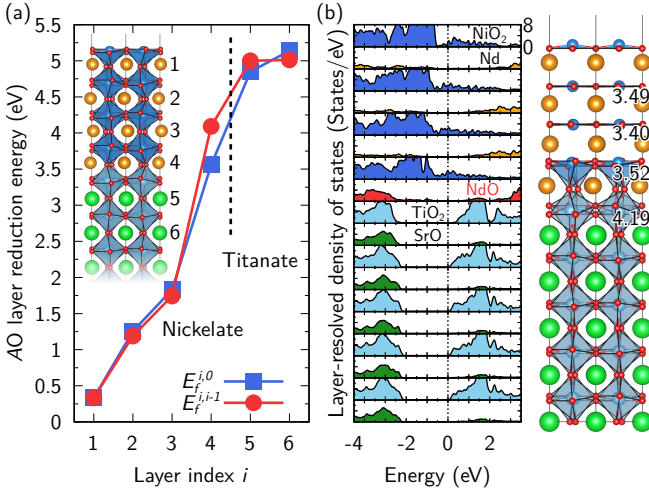 (a)
AO layer reduction energy (eV)
5.5
5
4.5
4
3.5
3
2.5
2
1.5
1
0.5
0
1
2
3
4
5
6
Titanate
Nickelate
E_f^{i,0}
E_f^{i,i-1}
1 2 3 4 5 6
Layer index i
(b)
Layer-resolved density of states (States/eV)
NiO₂
8
0
Nd
NdO
TiO₂
SrO
-4 -2 0 2
Energy (eV)
3.49
3.40
3.52
4.19